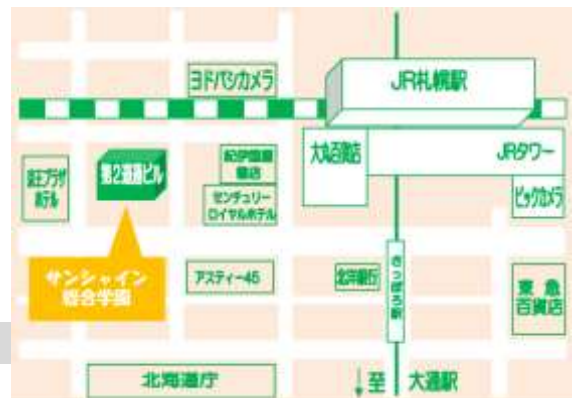 ヨドバシカメラ
JR札幌駅
紀伊国屋
書店
大丸百貨店
JRタワー
京王プラザ
ホテル
第2道通ビル
センチュリー
ロイヤルホテル
ビックカメラ
サンシャイン
総合学園
アスティー45
北洋銀行
さっぽろ駅
東急
百貨店
北海道庁
↓至 大通駅